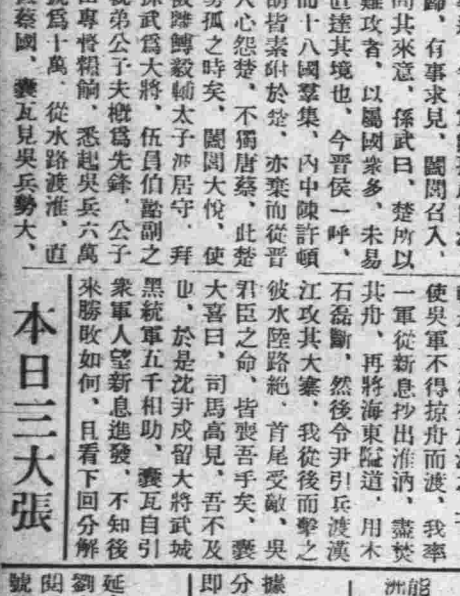 歸、有事求見、闔閭召入、
問其來意、孫武曰、楚所以
難攻者、以屬國衆多、未易
直達其境也、今晉侯一呼、
而十八國羣集、內中陳許頓
胡皆素附於楚、亦棄而從晉
人心怨楚、不獨唐蔡、此楚
勢孤之時矣、闔閭大悅、使
被離鱄毅輔太子波居守、拜
孫武爲大將、伍員伯嚭副之
親弟公子夫概爲先鋒、公子
山專督糧餉、悉起吳兵六萬
號爲十萬、從水路渡淮、直
蔡國、囊瓦見吳兵勢大、
使吳軍不得掠舟而渡、我率
一軍從新息抄出淮汭、盡焚
其舟、再將海東隘道、用木
石磊斷、然後令尹引兵渡漢
江攻其大寨、我從後而擊之
彼水陸路絕、首尾受敵、吳
君臣之命、皆喪吾手矣、囊
大喜曰、司馬高見、吾不及
也、於是沈尹戌留大將武城
黑統軍五千相助、囊瓦自引
衆軍人望新息進發、不知後
來勝敗如何、且看下回分解
本日三大張
能
洲
據
分
即
延
劉
閱
號